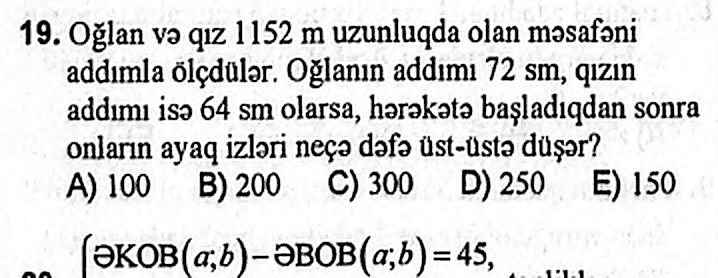 19. Oğlan və qız 1152 m uzunluqda olan məsafəni
addımla ölçdülər. Oğlanın addımı 72 sm, qızın
addımı isə 64 sm olarsa, hərəkətə başladıqdan sonra
onların ayaq izləri neçə dəfə üst-üstə düşər?
A) 100 B) 200 C) 300 D) 250 E) 150
ƏKOB(a;b)−ƏBOB(a;b)=45,